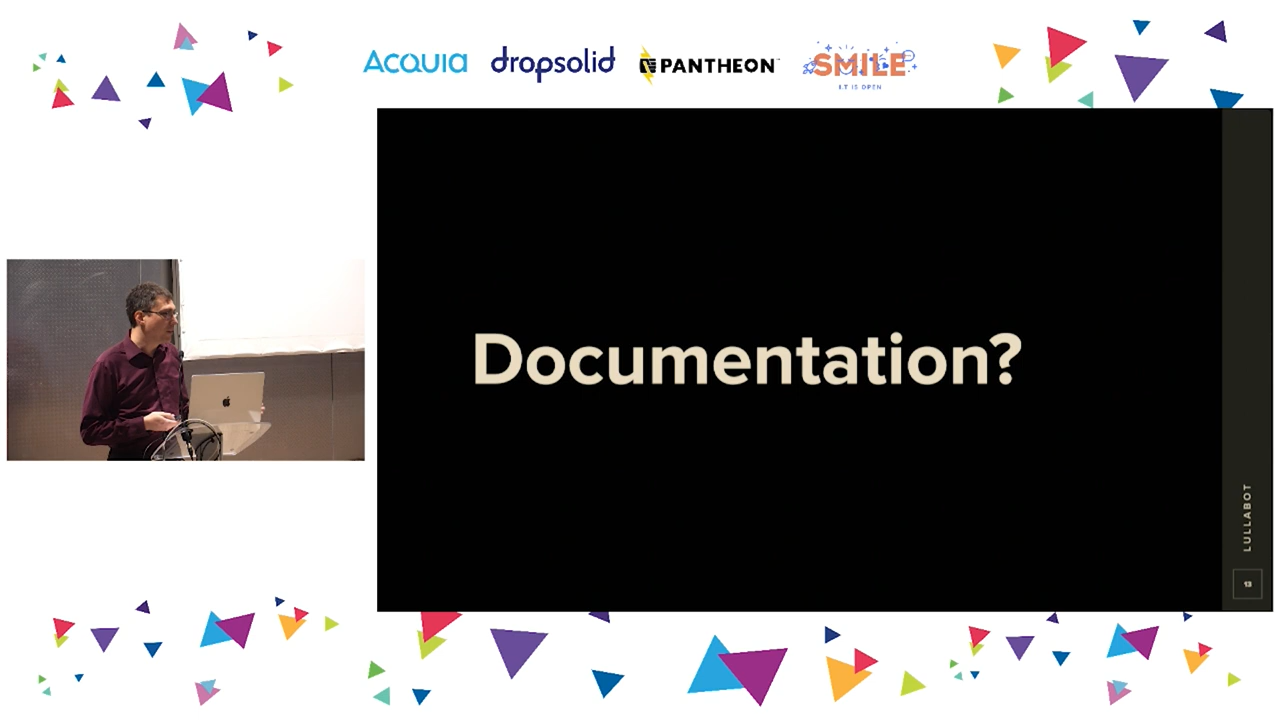 ACQUIA
dropsolid
PANTHEON
SMILE
I.T IS OPEN
Documentation?
LULLABOT